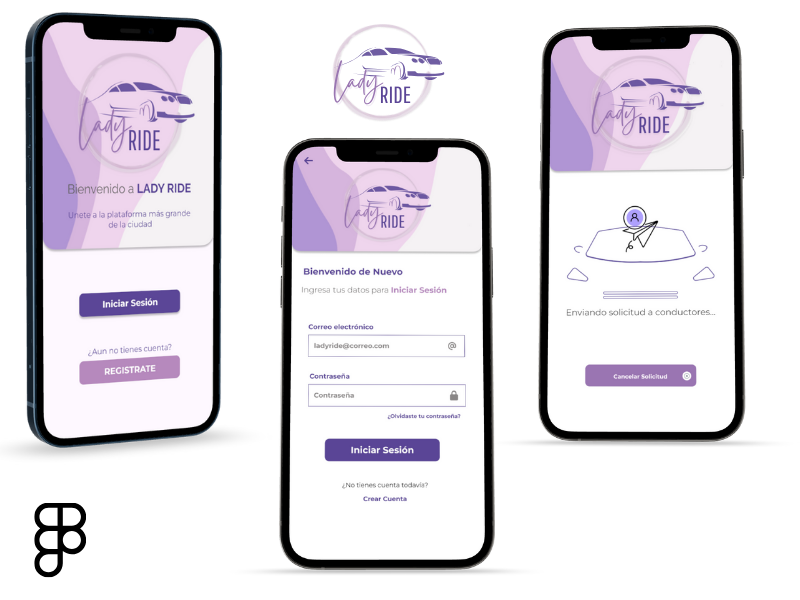 lady RIDE
Bienvenido a LADY RIDE
Unete a la plataforma más grande
de la ciudad
Iniciar Sesión
¿Aun no tienes cuenta?
REGISTRATE
lady RIDE
lady RIDE
Bienvenido de Nuevo
Ingresa tus datos para Iniciar Sesión
Correo electrónico
ladyride@correo.com @
Contraseña
Contraseña
¿Olvidaste tu contraseña?
Iniciar Sesión
¿No tienes cuenta todavía?
Crear Cuenta
lady RIDE
Enviando solicitud a conductores...
Cancelar Solicitud